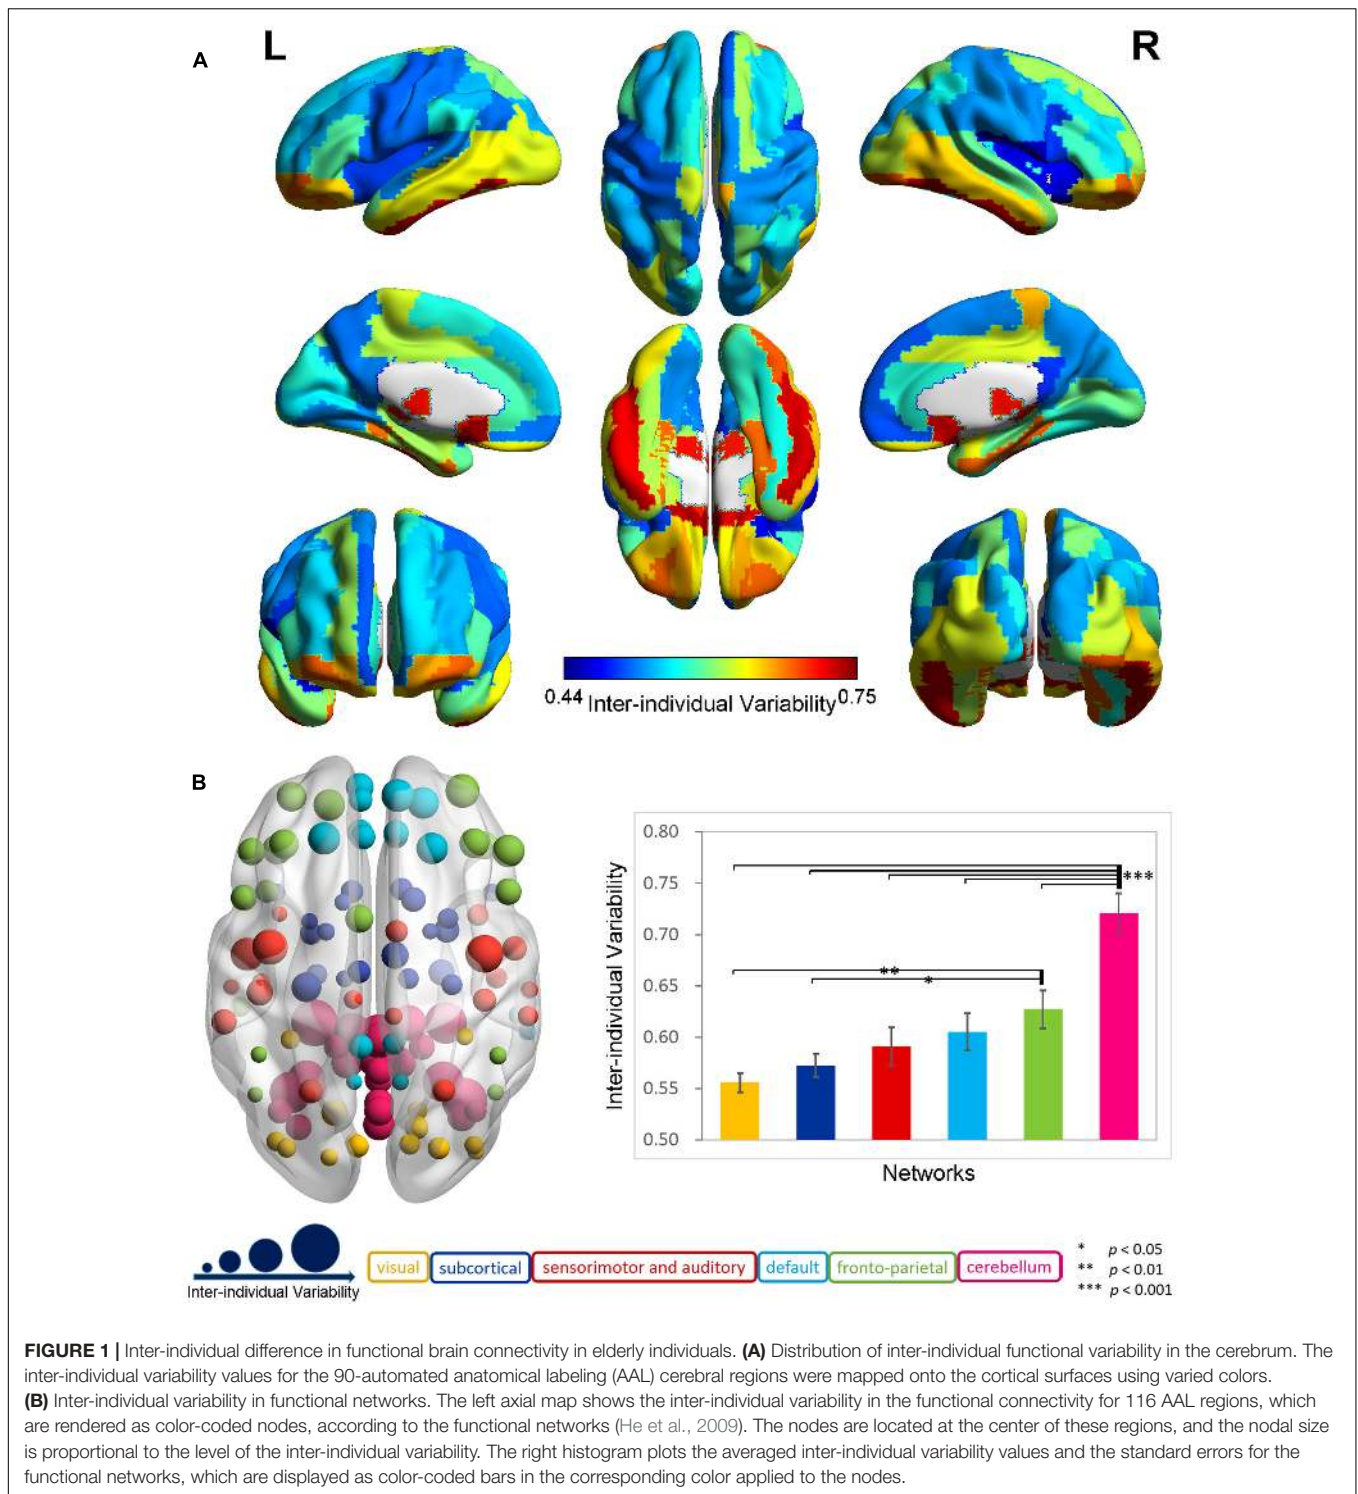 A
L
R
0.44 Inter-individual Variability 0.75
B
0.80
0.75
0.70
0.65
0.60
0.55
0.50
Inter-individual Variability
***
**
*
Networks
Inter-individual Variability
visual subcortical sensorimotor and auditory default fronto-parietal cerebellum
* p < 0.05
** p < 0.01
*** p < 0.001
FIGURE 1 | Inter-individual difference in functional brain connectivity in elderly individuals. (A) Distribution of inter-individual functional variability in the cerebrum. The
inter-individual variability values for the 90-automated anatomical labeling (AAL) cerebral regions were mapped onto the cortical surfaces using varied colors.
(B) Inter-individual variability in functional networks. The left axial map shows the inter-individual variability in the functional connectivity for 116 AAL regions, which
are rendered as color-coded nodes, according to the functional networks (He et al., 2009). The nodes are located at the center of these regions, and the nodal size
is proportional to the level of the inter-individual variability. The right histogram plots the averaged inter-individual variability values and the standard errors for the
functional networks, which are displayed as color-coded bars in the corresponding color applied to the nodes.